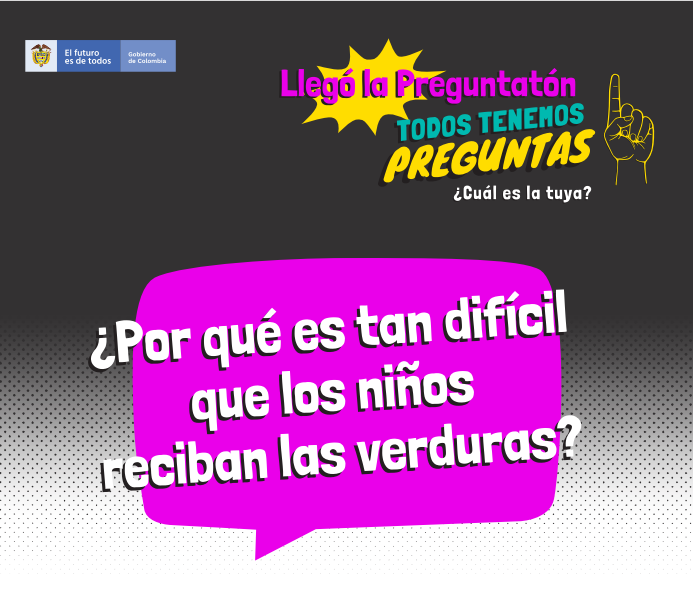 El futuro
es de todos
Gobierno
de Colombia
Llegó la Preguntatón
TODOS TENEMOS
PREGUNTAS
¿Cuál es la tuya?
¿Por qué es tan difícil
que los niños
reciban las verduras?